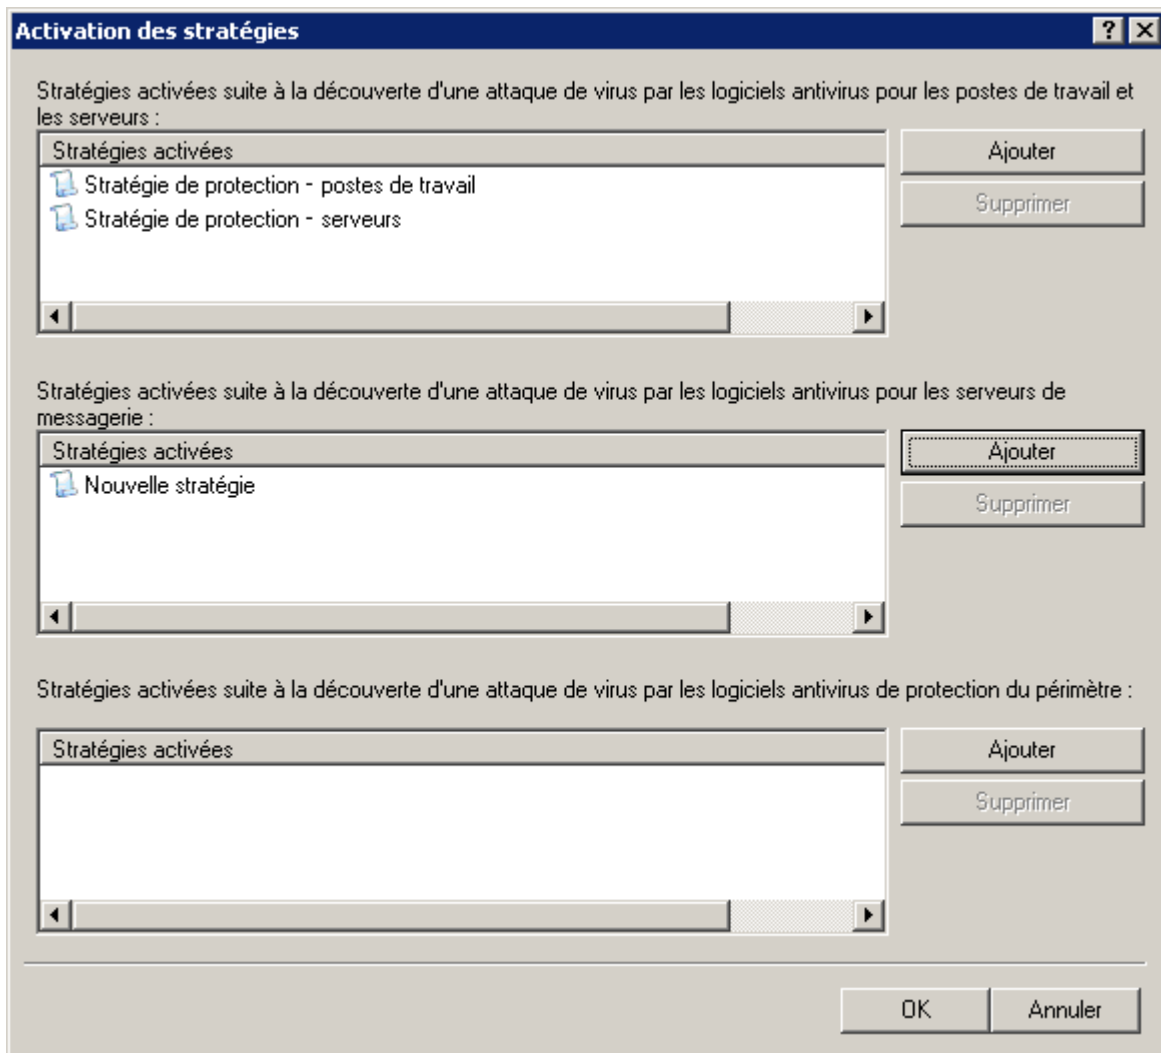 Activation des stratégies
Stratégies activées suite à la découverte d'une attaque de virus par les logiciels antivirus pour les postes de travail et
les serveurs :
Stratégies activées
Ajouter
Stratégie de protection - postes de travail
Supprimer
Stratégie de protection - serveurs
Stratégies activées suite à la découverte d'une attaque de virus par les logiciels antivirus pour les serveurs de
messagerie :
Stratégies activées
Ajouter
Nouvelle stratégie
Supprimer
Stratégies activées suite à la découverte d'une attaque de virus par les logiciels antivirus de protection du périmètre :
Stratégies activées
Ajouter
Supprimer
OK
Annuler